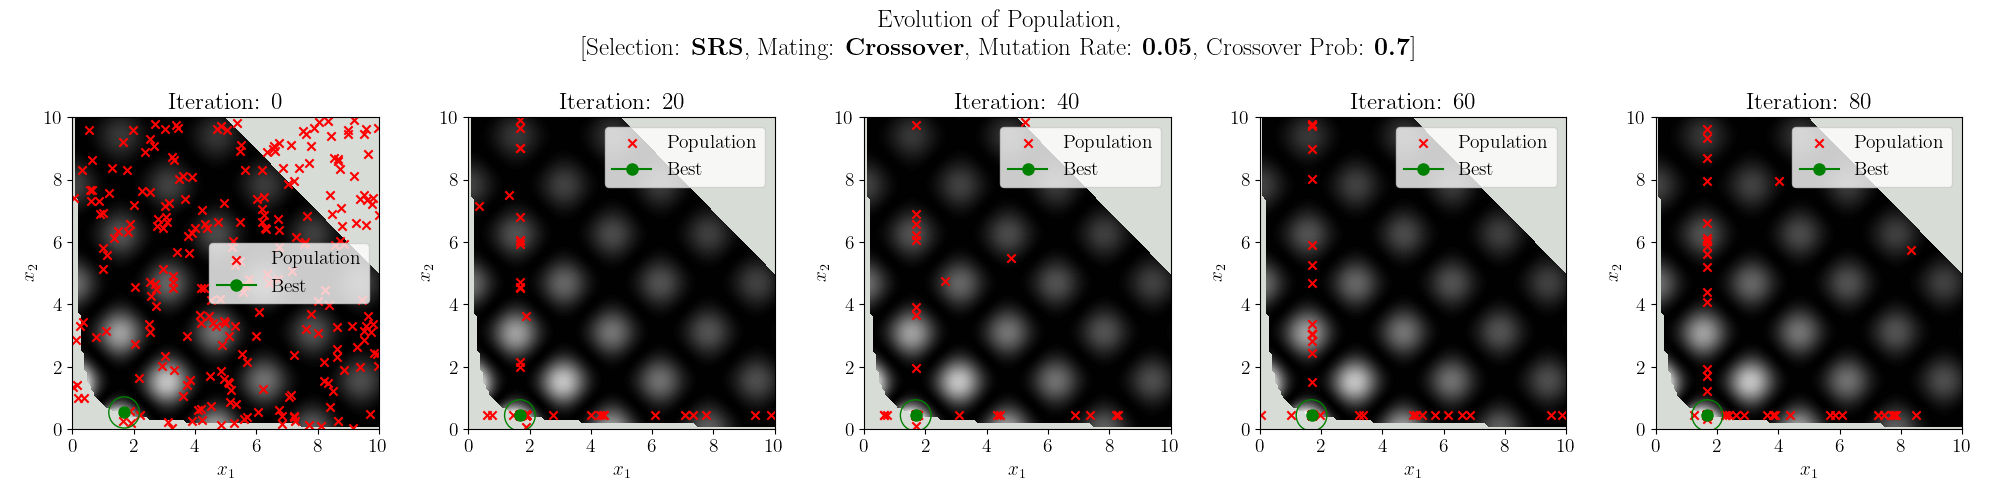 Evolution of Population,
[Selection: SRS, Mating: Crossover, Mutation Rate: 0.05, Crossover Prob: 0.7]
Iteration: 0
10
8
6
4
2
0
x2
0 2 4 6 8 10
x1
Population
Best
Iteration: 20
10
8
6
4
2
0
x2
0 2 4 6 8 10
x1
Population
Best
Iteration: 40
10
8
6
4
2
0
x2
0 2 4 6 8 10
x1
Population
Best
Iteration: 60
10
8
6
4
2
0
x2
0 2 4 6 8 10
x1
Population
Best
Iteration: 80
10
8
6
4
2
0
x2
0 2 4 6 8 10
x1
Population
Best